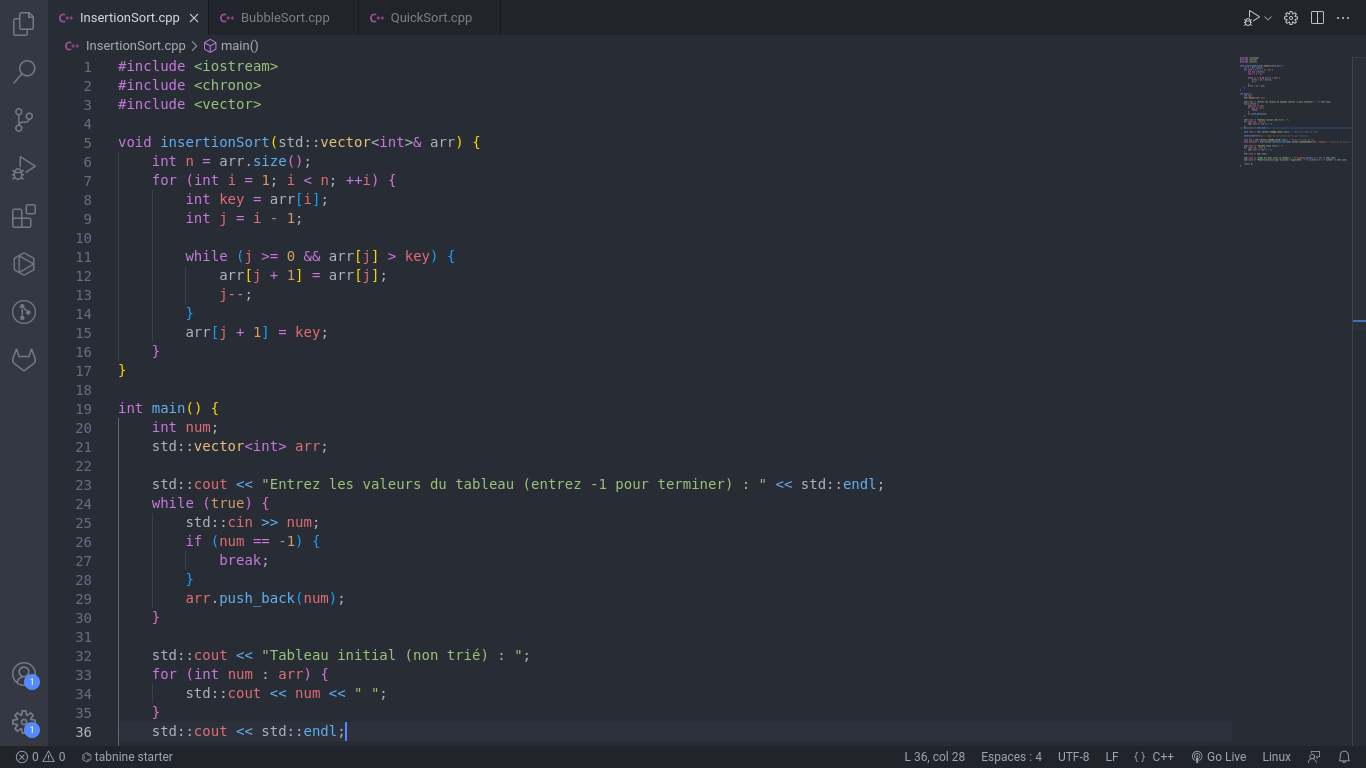 InsertionSort.cpp BubbleSort.cpp QuickSort.cpp
InsertionSort.cpp main()
1 #include <iostream>
2 #include <chrono>
3 #include <vector>
4
5 void insertionSort(std::vector<int>& arr) {
6     int n = arr.size();
7     for (int i = 1; i < n; ++i) {
8         int key = arr[i];
9         int j = i - 1;
10
11         while (j >= 0 && arr[j] > key) {
12             arr[j + 1] = arr[j];
13             j--;
14         }
15         arr[j + 1] = key;
16     }
17 }
18
19 int main() {
20     int num;
21     std::vector<int> arr;
22
23     std::cout << "Entrez les valeurs du tableau (entrez -1 pour terminer) : " << std::endl;
24     while (true) {
25         std::cin >> num;
26         if (num == -1) {
27             break;
28         }
29         arr.push_back(num);
30     }
31
32     std::cout << "Tableau initial (non trié) : ";
33     for (int num : arr) {
34         std::cout << num << " ";
35     }
36     std::cout << std::endl;
1
1
0 0 tabnine starter L 36, col 28 Espaces : 4 UTF-8 LF {} C++ Go Live Linux